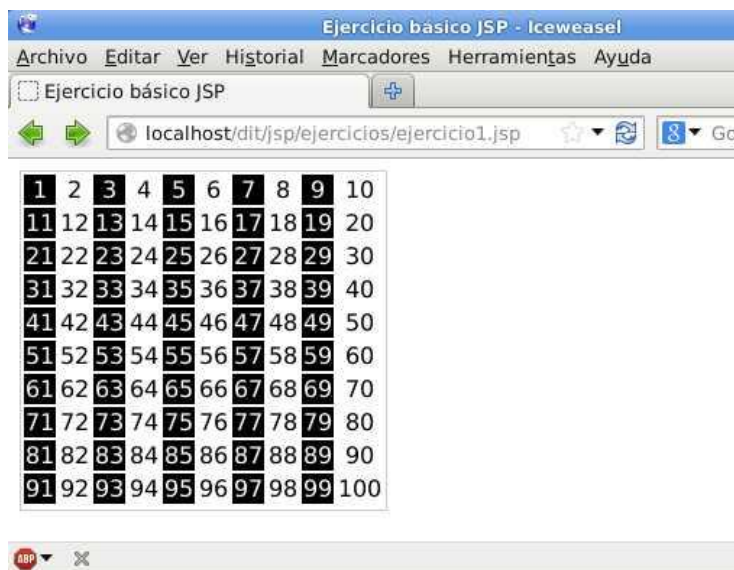 Ejercicio básico JSP - Iceweasel
Archivo Editar Ver Historial Marcadores Herramientas Ayuda
Ejercicio básico JSP
localhost/dit/jsp/ejercicios/ejercicio1.jsp 8 Go
1 2 3 4 5 6 7 8 9 10
11 12 13 14 15 16 17 18 19 20
21 22 23 24 25 26 27 28 29 30
31 32 33 34 35 36 37 38 39 40
41 42 43 44 45 46 47 48 49 50
51 52 53 54 55 56 57 58 59 60
61 62 63 64 65 66 67 68 69 70
71 72 73 74 75 76 77 78 79 80
81 82 83 84 85 86 87 88 89 90
91 92 93 94 95 96 97 98 99 100
ABP